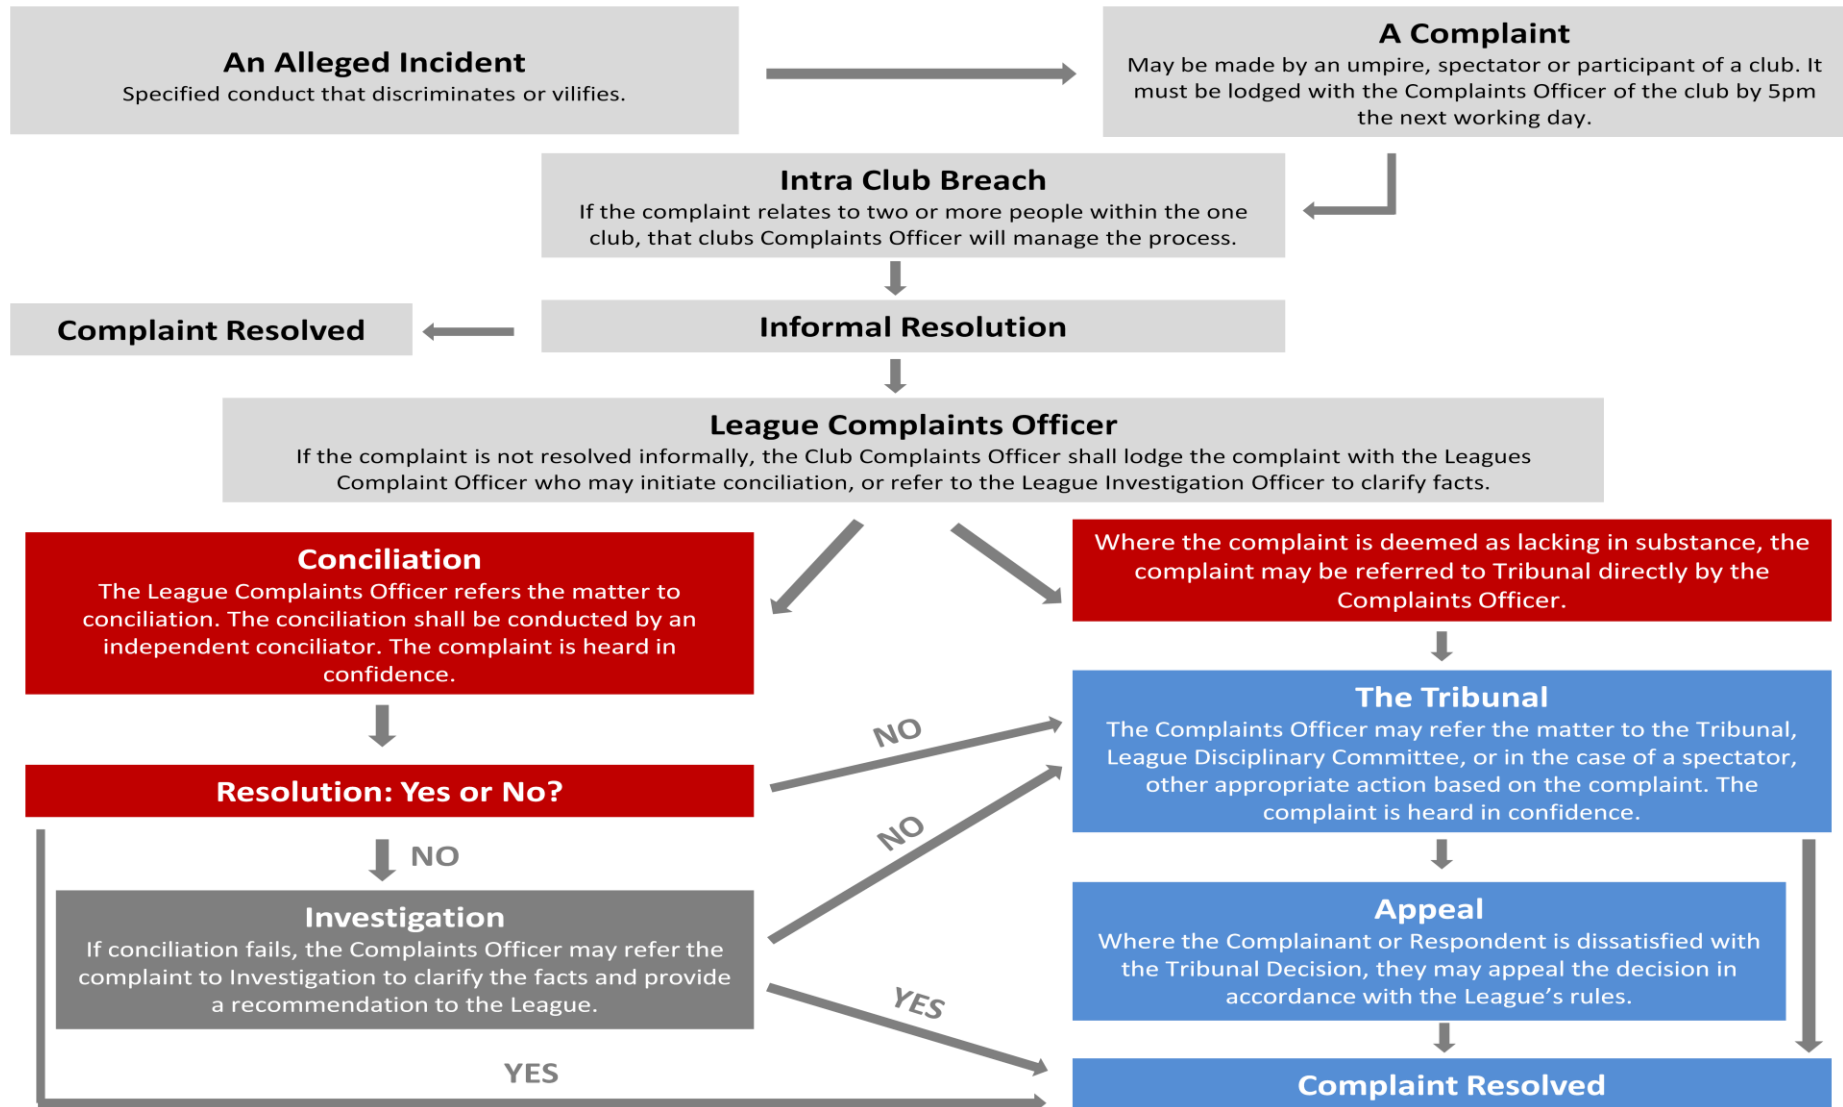 An Alleged Incident
Specified conduct that discriminates or vilifies.
A Complaint
May be made by an umpire, spectator or participant of a club. It
must be lodged with the Complaints Officer of the club by 5pm
the next working day.
Intra Club Breach
If the complaint relates to two or more people within the one
club, that clubs Complaints Officer will manage the process.
Complaint Resolved
Informal Resolution
League Complaints Officer
If the complaint is not resolved informally, the Club Complaints Officer shall lodge the complaint with the Leagues
Complaint Officer who may initiate conciliation, or refer to the League Investigation Officer to clarify facts.
Conciliation
The League Complaints Officer refers the matter to
conciliation. The conciliation shall be conducted by an
independent conciliator. The complaint is heard in
confidence.
Where the complaint is deemed as lacking in substance, the
complaint may be referred to Tribunal directly by the
Complaints Officer.
Resolution: Yes or No?
NO
The Tribunal
The Complaints Officer may refer the matter to the Tribunal,
League Disciplinary Committee, or in the case of a spectator,
other appropriate action based on the complaint. The
complaint is heard in confidence.
NO
NO
Investigation
If conciliation fails, the Complaints Officer may refer the
complaint to Investigation to clarify the facts and provide
a recommendation to the League.
Appeal
Where the Complainant or Respondent is dissatisfied with
the Tribunal Decision, they may appeal the decision in
accordance with the League’s rules.
YES
YES
Complaint Resolved